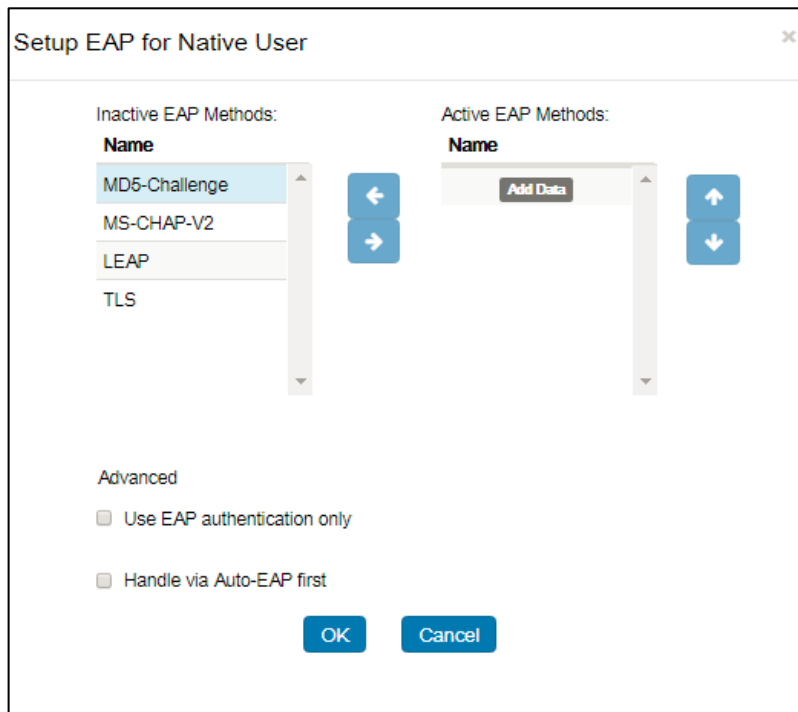 Setup EAP for Native User
×
Inactive EAP Methods:
Name
MD5-Challenge
MS-CHAP-V2
LEAP
TLS
Active EAP Methods:
Name
Add Data
Advanced
Use EAP authentication only
Handle via Auto-EAP first
OK
Cancel